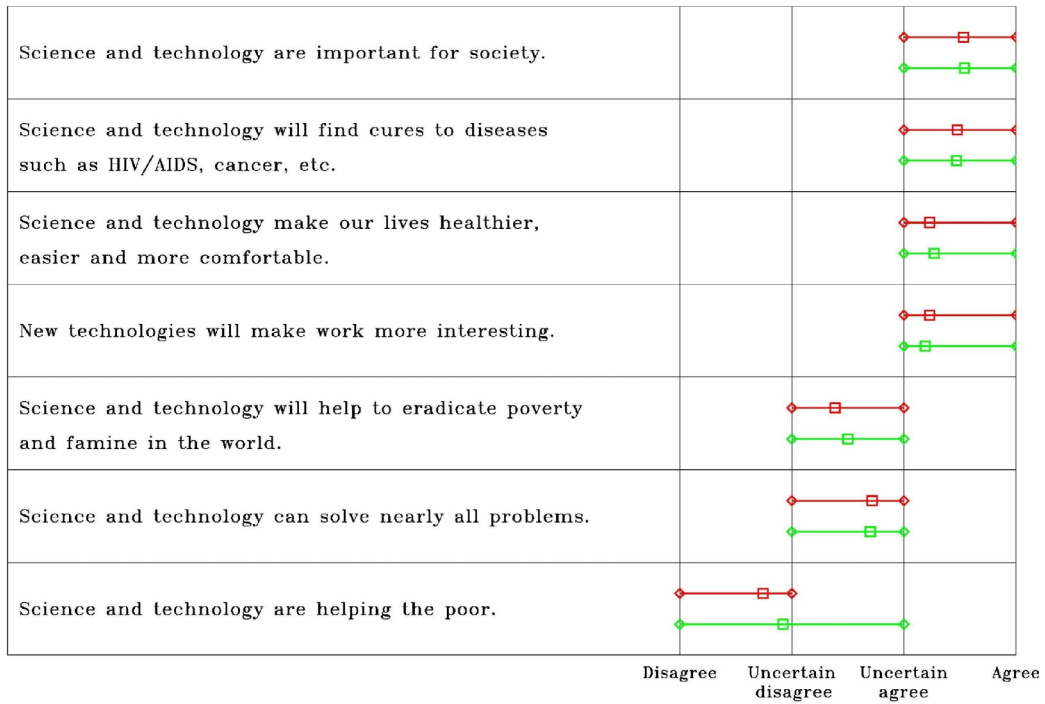 Science and technology are important for society.
Science and technology will find cures to diseases
such as HIV/AIDS, cancer, etc.
Science and technology make our lives healthier,
easier and more comfortable.
New technologies will make work more interesting.
Science and technology will help to eradicate poverty
and famine in the world.
Science and technology can solve nearly all problems.
Science and technology are helping the poor.
Disagree Uncertain Uncertain Agree
disagree agree